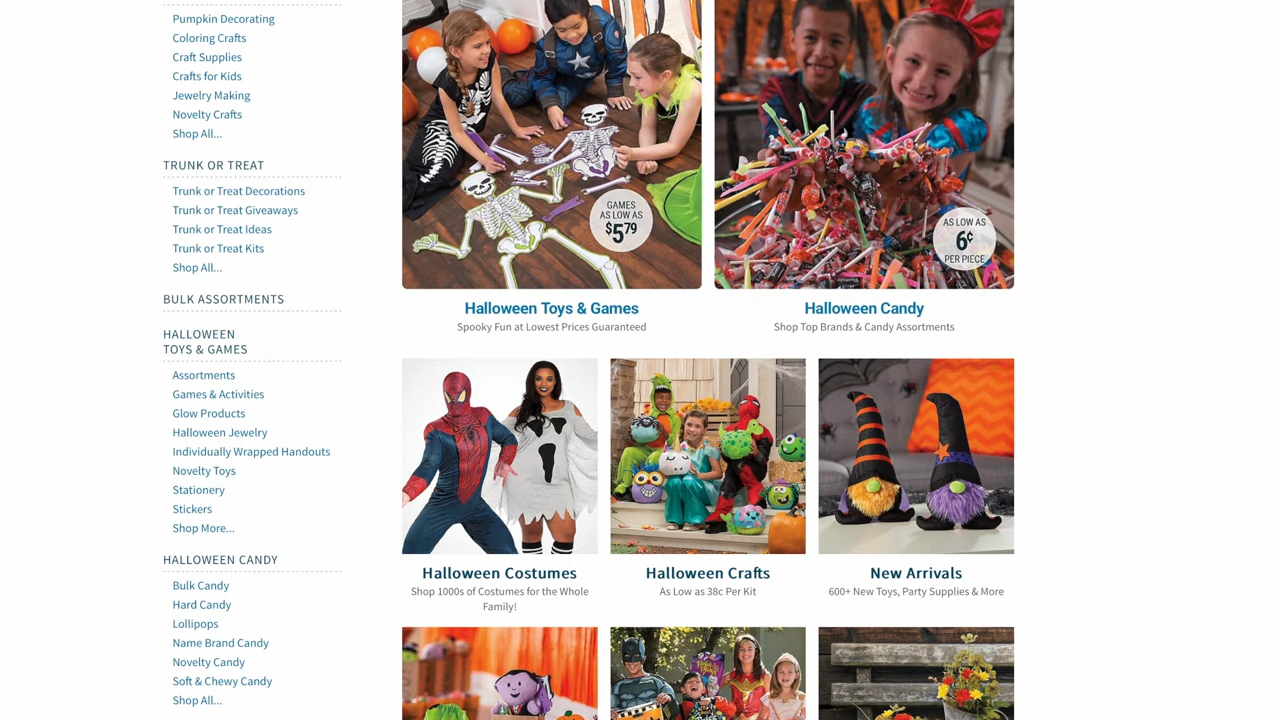 Pumpkin Decorating
Coloring Crafts
Craft Supplies
Crafts for Kids
Jewelry Making
Novelty Crafts
Shop All...
TRUNK OR TREAT
Trunk or Treat Decorations
Trunk or Treat Giveaways
Trunk or Treat Ideas
Trunk or Treat Kits
Shop All...
BULK ASSORTMENTS
HALLOWEEN
TOYS & GAMES
Assortments
Games & Activities
Glow Products
Halloween Jewelry
Individually Wrapped Handouts
Novelty Toys
Stationery
Stickers
Shop More...
HALLOWEEN CANDY
Bulk Candy
Hard Candy
Lollipops
Name Brand Candy
Novelty Candy
Soft & Chewy Candy
Shop All...
GAMES
AS LOW AS
$579
Halloween Toys & Games
Spooky Fun at Lowest Prices Guaranteed
AS LOW AS
6¢
PER PIECE
Halloween Candy
Shop Top Brands & Candy Assortments
Halloween Costumes
Shop 1000s of Costumes for the Whole
Family!
Halloween Crafts
As Low as 38c Per Kit
New Arrivals
600+ New Toys, Party Supplies & More